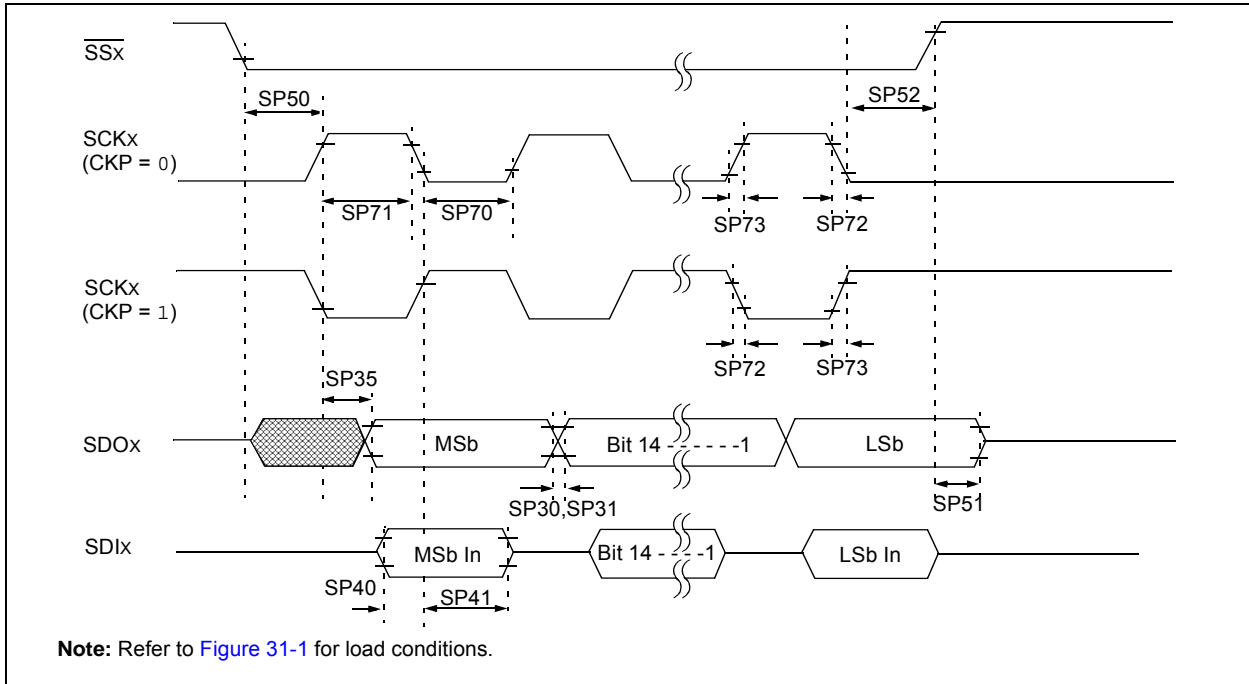 SSx
SP50
SP52
SCKx
(CKP = 0)
SP71
SP70
SP73
SP72
SCKx
(CKP = 1)
SP72
SP73
SP35
SDOx
MSb
Bit 14 - - - - - -1
LSb
SP30,SP31
SP51
SDIx
MSb In
Bit 14 - - - -1
LSb In
SP40
SP41
Note: Refer to Figure 31-1 for load conditions.